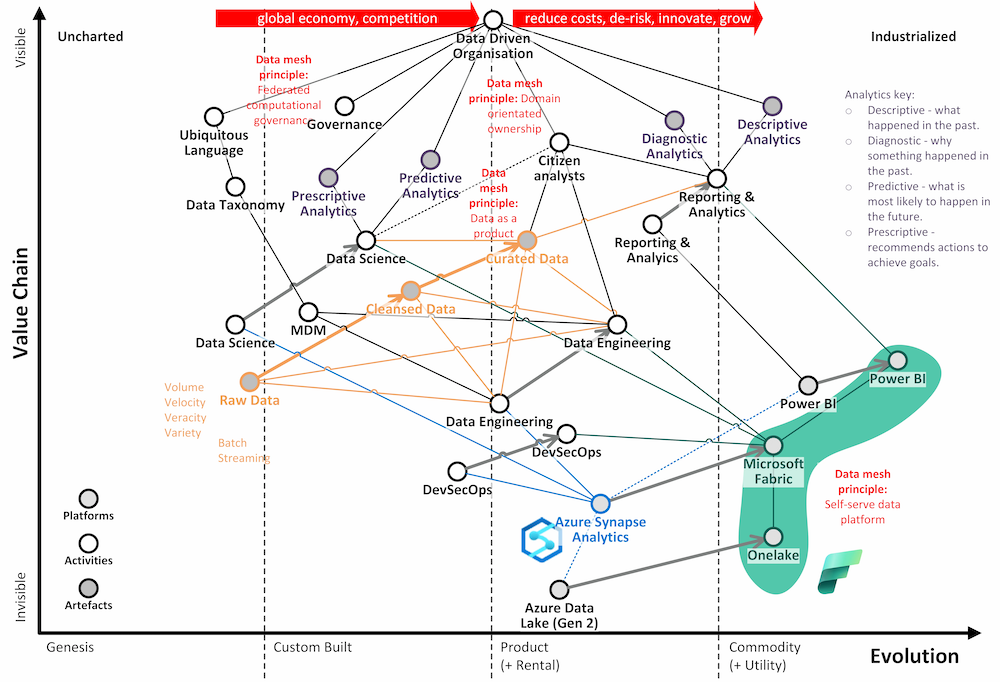 global economy, competition
reduce costs, de-risk, innovate, grow
Visible
Uncharted
Industrialized
Data Driven
Organisation
Data mesh
principle:
Federated
computational
governance
Governance
Ubiquitous
Language
Data Taxonomy
Prescriptive
Analytics
Predictive
Analytics
Data mesh
principle: Domain
orientated
ownership
Citizen
analysts
Diagnostic
Analytics
Descriptive
Analytics
Analytics key:
○ Descriptive - what
happened in the past.
○ Diagnostic - why
something happened in
the past.
○ Predictive - what is
most likely to happen in
the future.
○ Prescriptive -
recommends actions to
achieve goals.
Data
mesh
principle:
Data as a
product
Reporting &
Analytics
Reporting &
Analyics
Data Science
Curated Data
Cleansed Data
Value Chain
Data Science
MDM
Data Engineering
Raw Data
Volume
Velocity
Veracity
Variety
Batch
Streaming
Data Engineering
Power BI
Power BI
DevSecOps
DevSecOps
Microsoft
Fabric
Data mesh
principle:
Self-serve data
platform
Azure Synapse
Analytics
Onelake
Platforms
Activities
Artefacts
Azure Data
Lake (Gen 2)
Invisible
Genesis
Custom Built
Product
(+ Rental)
Commodity
(+ Utility)
Evolution